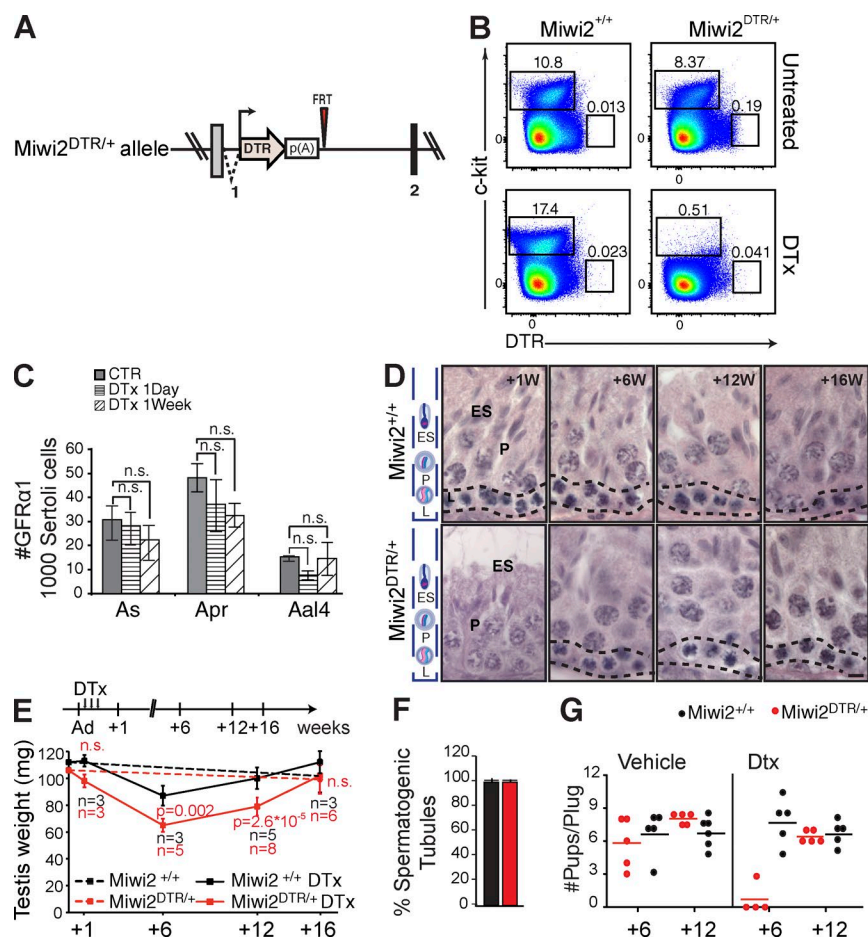 A
Miwi2DTR/+ allele
1
DTR
p(A)
FRT
2
B
Miwi2+/+
Miwi2DTR/+
10.8
0.013
8.37
0.19
Untreated
17.4
0.023
0.51
0.041
DTx
0
0
0
0
c-kit
DTR
C
CTR
DTx 1Day
DTx 1Week
#GFRα1
1000 Sertoli cells
60
50
40
30
20
10
0
n.s.
n.s.
n.s.
n.s.
n.s.
n.s.
As
Apr
Aal4
D
+1W
+6W
+12W
+16W
Miwi2+/+
ES
P
L
ES
P
L
Miwi2DTR/+
ES
P
L
ES
P
E
DTx
Ad
+1
+6
+12
+16
weeks
Testis weight (mg)
120
100
80
60
40
20
0
n.s.
n=3
n=3
p=0.002
n=3
n=5
p=2.6*10-5
n=5
n=8
n.s.
n=3
n=6
Miwi2 +/+
Miwi2 +/+ DTx
Miwi2DTR/+
Miwi2DTR/+ DTx
+1
+6
+12
+16
F
% Spermatogenic
Tubules
120
100
80
60
40
20
0
G
Miwi2+/+
Miwi2DTR/+
Vehicle
Dtx
#Pups/Plug
12
9
6
3
0
+6
+12
+6
+12